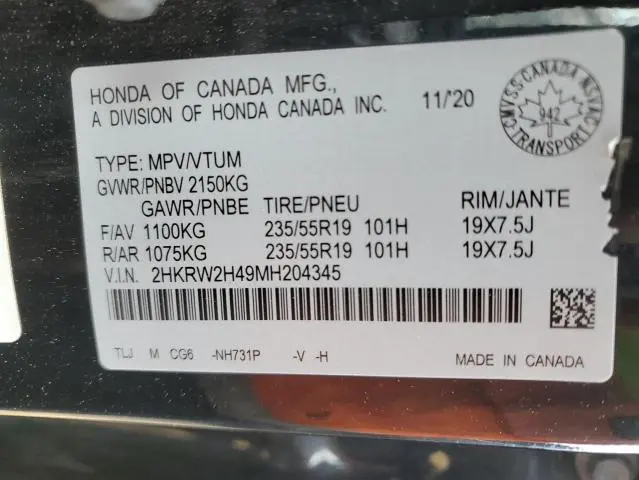 HONDA OF CANADA MFG.,
A DIVISION OF HONDA CANADA INC.
11/'20
CMVSS·CANADA·NSVAC
942
TRANSPORT
TYPE: MPV/VTUM
GVWR/PNBV 2150KG
GAWR/PNBE TIRE/PNEU RIM/JANTE
F/AV 1100KG 235/55R19 101H 19X7.5J
R/AR 1075KG 235/55R19 101H 19X7.5J
V.I.N. 2HKRW2H49MH204345
TLJ M CG6 -NH731P -V -H MADE IN CANADA